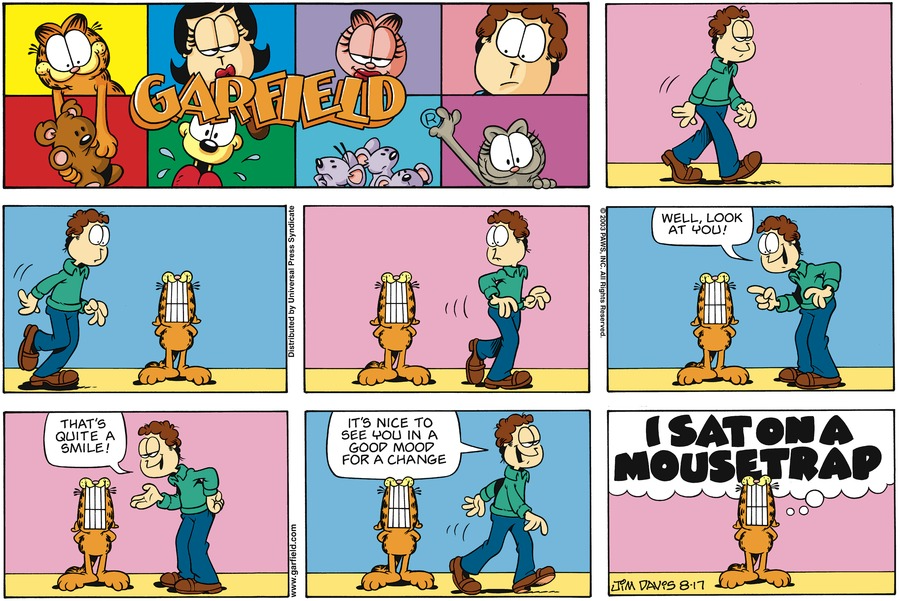 GARFIELD
®
Distributed by Universal Press Syndicate
© 2003 PAWS, INC. All Rights Reserved.
WELL, LOOK
AT YOU!
THAT'S
QUITE A
SMILE!
www.garfield.com
IT'S NICE TO
SEE YOU IN A
GOOD MOOD
FOR A CHANGE
I SAT ON A
MOUSETRAP
JIM DAVIS 8·17